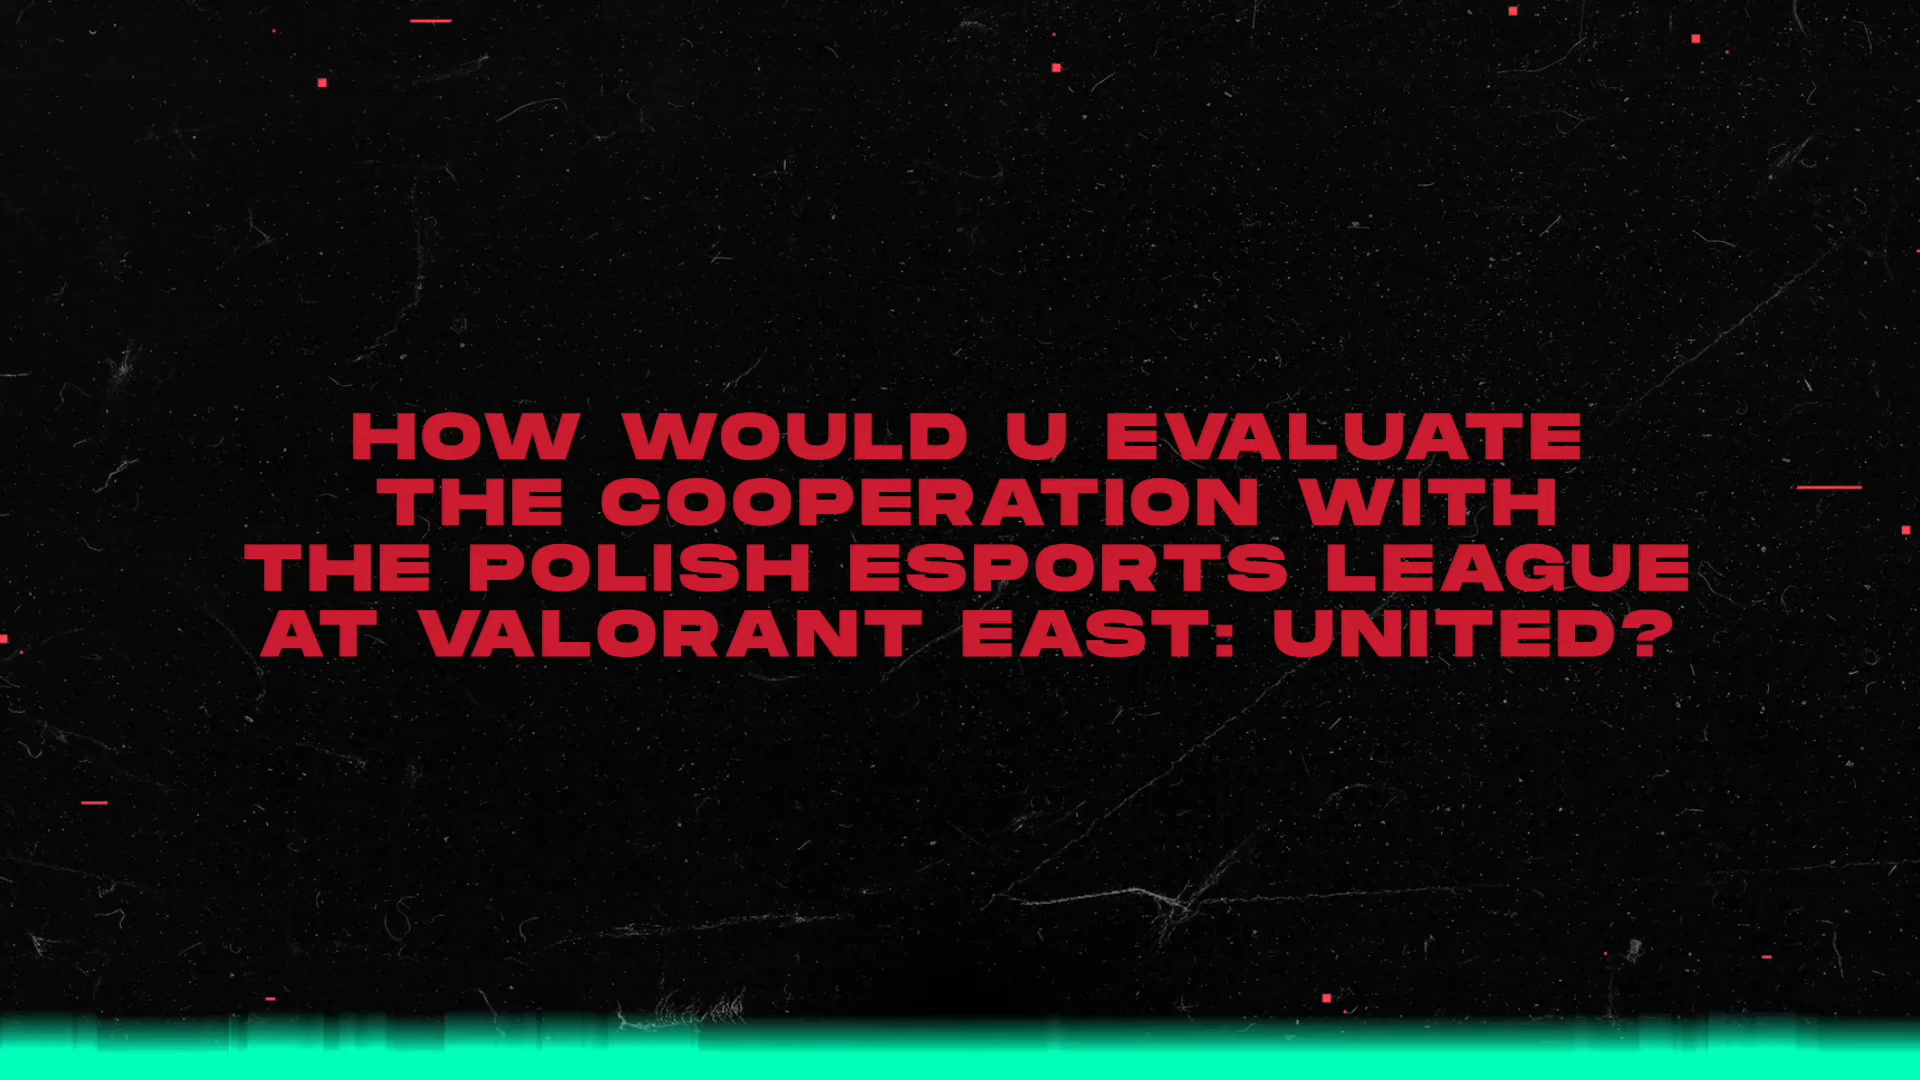 HOW WOULD U EVALUATE
THE COOPERATION WITH
THE POLISH ESPORTS LEAGUE
AT VALORANT EAST: UNITED?